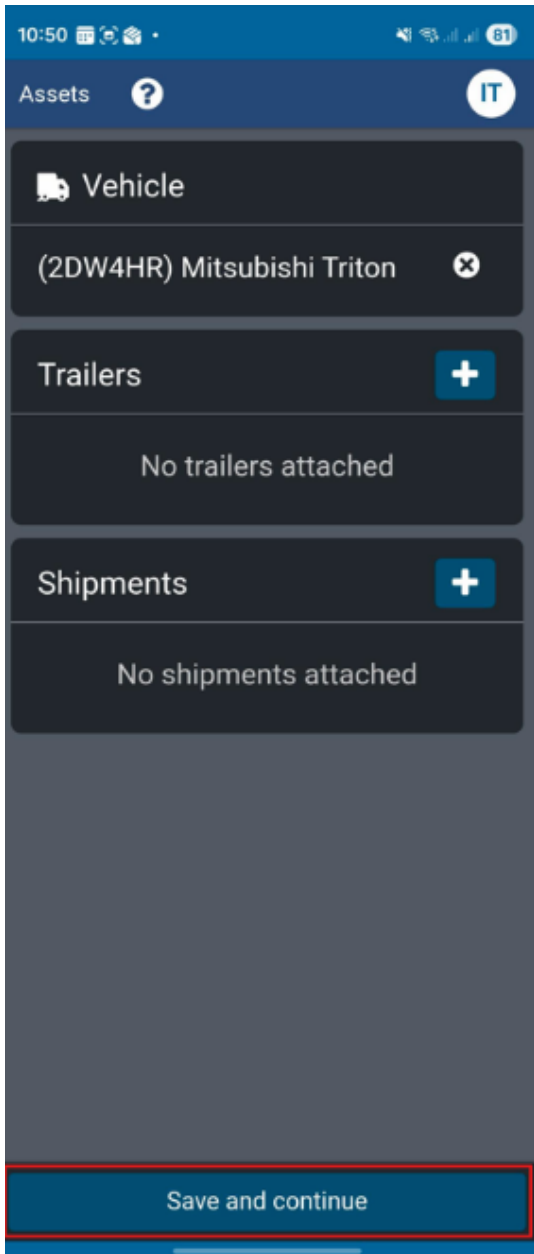 10:50 81
Assets ? IT
Vehicle
(2DW4HR) Mitsubishi Triton
Trailers
No trailers attached
Shipments
No shipments attached
Save and continue